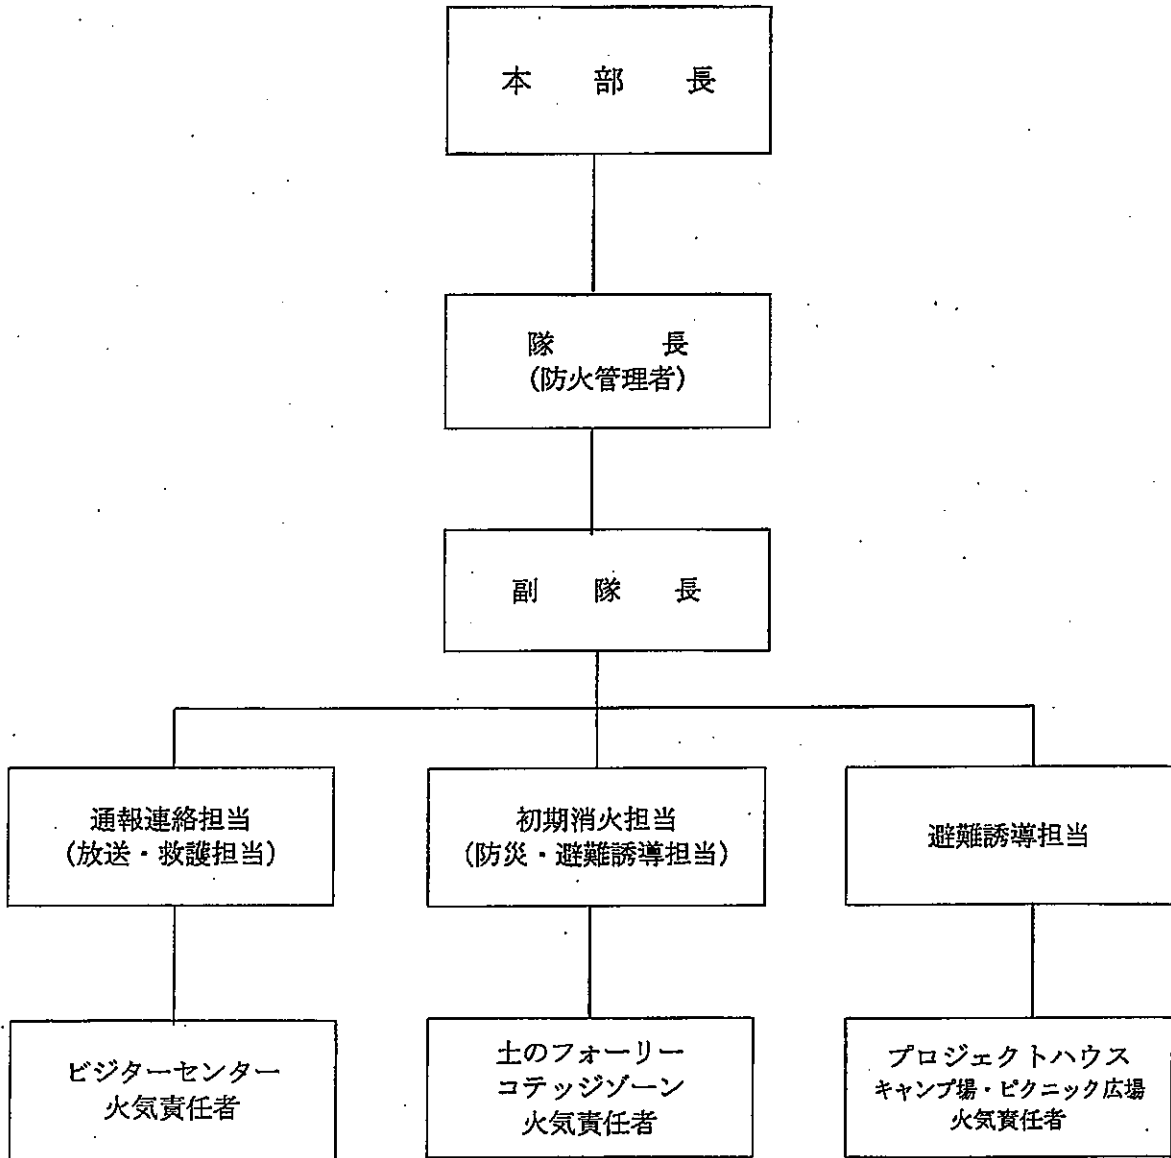 本部長
隊長
(防火管理者)
副隊長
通報連絡担当
(放送・救護担当)
初期消火担当
(防災・避難誘導担当)
避難誘導担当
ビジターセンター
火気責任者
土のフォーリー
コテッジゾーン
火気責任者
プロジェクトハウス
キャンプ場・ピクニック広場
火気責任者